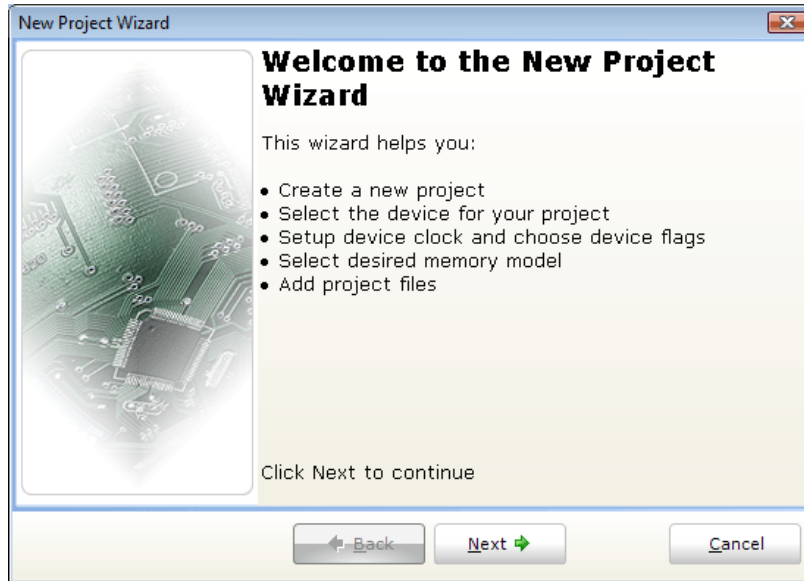 New Project Wizard
Welcome to the New Project
Wizard
This wizard helps you:
• Create a new project
• Select the device for your project
• Setup device clock and choose device flags
• Select desired memory model
• Add project files
Click Next to continue
Back Next Cancel